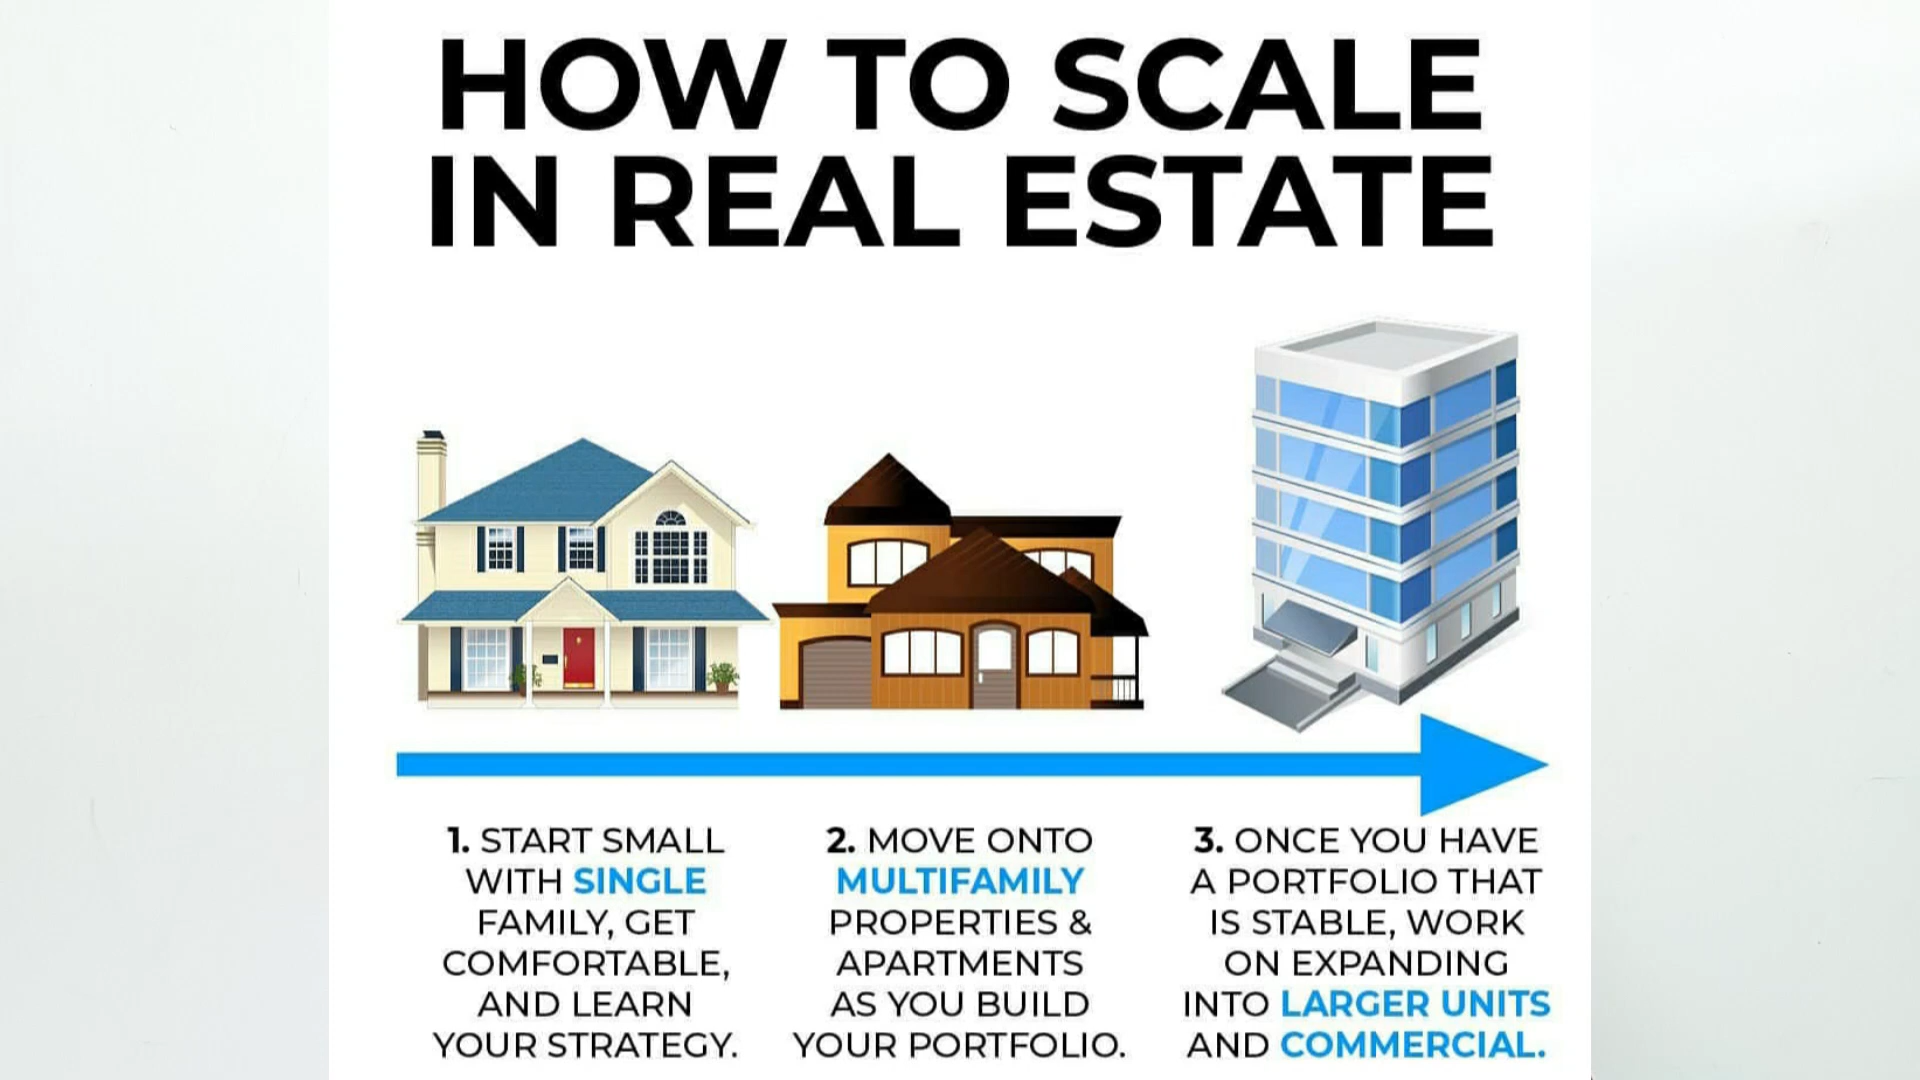 HOW TO SCALE
IN REAL ESTATE
1. START SMALL
WITH SINGLE
FAMILY, GET
COMFORTABLE,
AND LEARN
YOUR STRATEGY.
2. MOVE ONTO
MULTIFAMILY
PROPERTIES &
APARTMENTS
AS YOU BUILD
YOUR PORTFOLIO.
3. ONCE YOU HAVE
A PORTFOLIO THAT
IS STABLE, WORK
ON EXPANDING
INTO LARGER UNITS
AND COMMERCIAL.